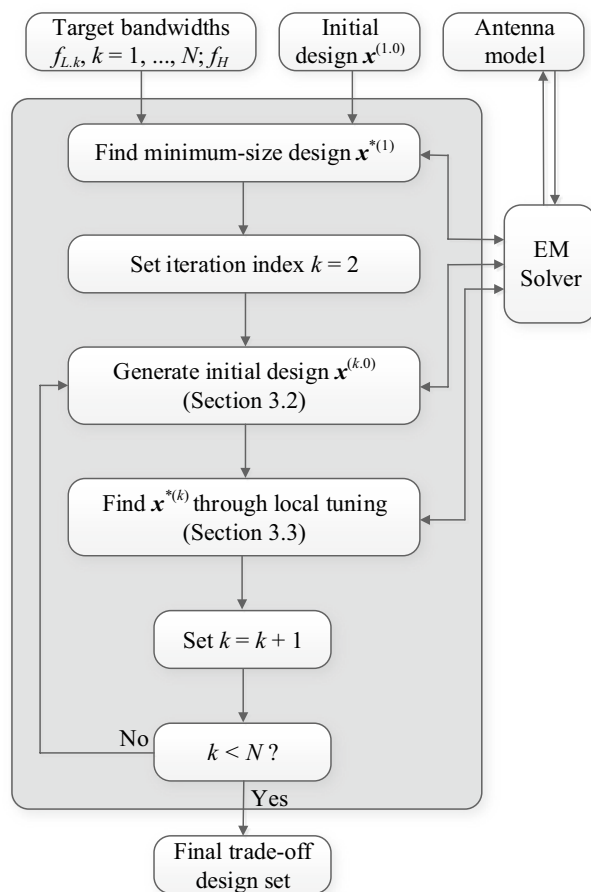 Target bandwidths
f_{L.k}, k = 1, ..., N; f_H
Initial
design x^{(1.0)}
Antenna
model
Find minimum-size design x^{*(1)}
Set iteration index k = 2
EM
Solver
Generate initial design x^{(k.0)}
(Section 3.2)
Find x^{*(k)} through local tuning
(Section 3.3)
Set k = k + 1
No
k < N ?
Yes
Final trade-off
design set